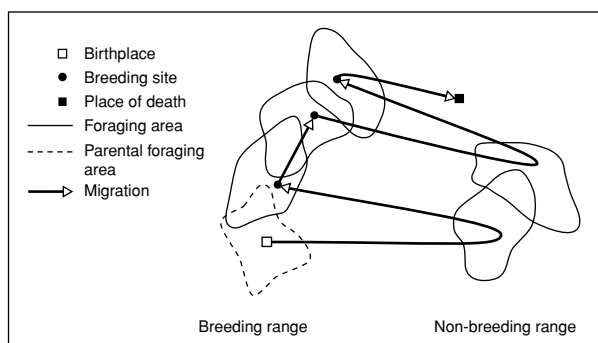 Birthplace
Breeding site
Place of death
Foraging area
Parental foraging
area
Migration
Breeding range
Non-breeding range